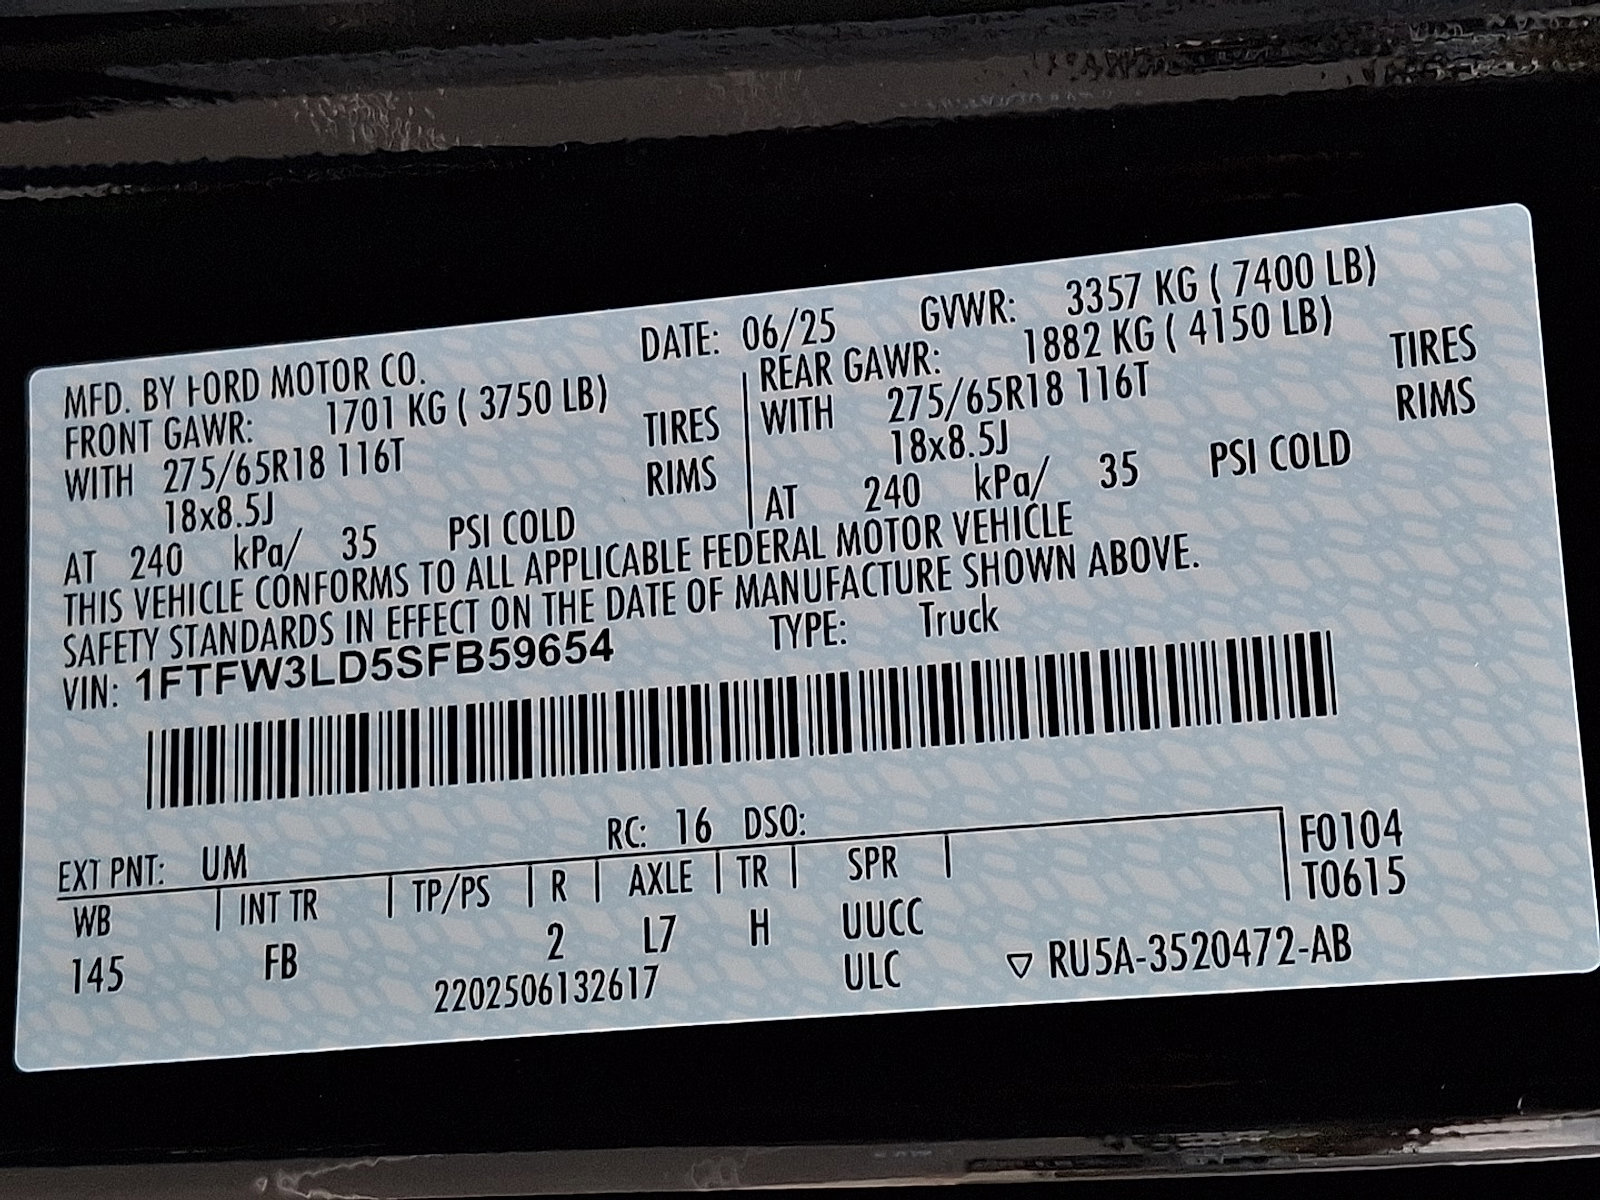 MFD. BY FORD MOTOR CO. DATE: 06/25 GVWR: 3357 KG ( 7400 LB)
FRONT GAWR: 1701 KG ( 3750 LB) REAR GAWR: 1882 KG ( 4150 LB)
WITH 275/65R18 116T TIRES WITH 275/65R18 116T TIRES
18x8.5J RIMS 18x8.5J RIMS
AT 240 kPa/ 35 PSI COLD AT 240 kPa/ 35 PSI COLD
THIS VEHICLE CONFORMS TO ALL APPLICABLE FEDERAL MOTOR VEHICLE
SAFETY STANDARDS IN EFFECT ON THE DATE OF MANUFACTURE SHOWN ABOVE.
VIN: 1FTFW3LD5SFB59654 TYPE: Truck
EXT PNT: UM RC: 16 DSO: F0104
WB INT TR TP/PS R AXLE TR SPR T0615
145 FB 2 L7 H UUCC
2202506132617 ULC ▽ RU5A-3520472-AB